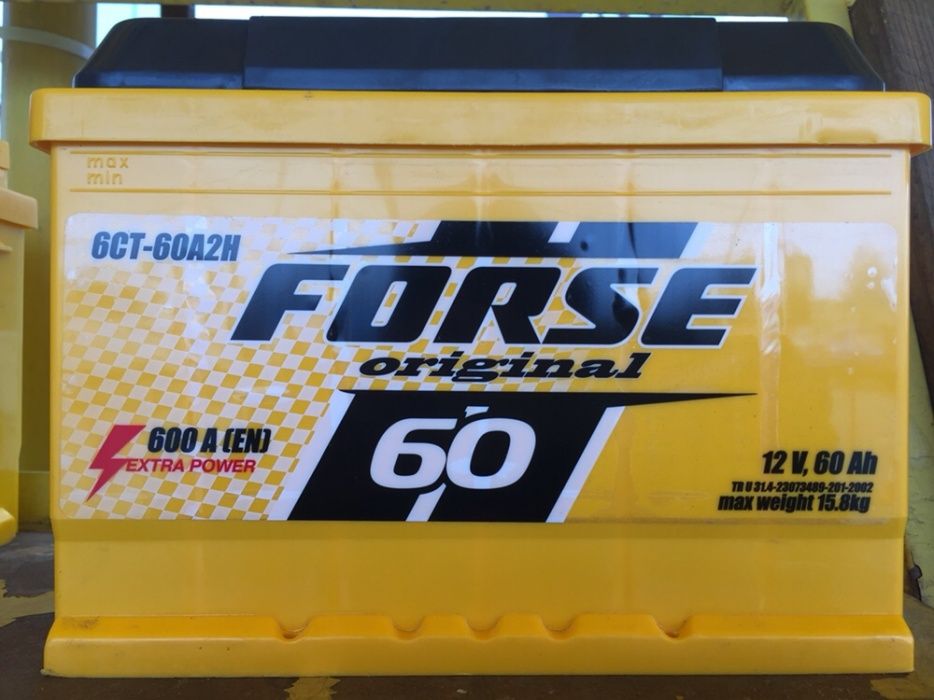 max
min
6CT-60A2H
FORSE
original
60
600 A (EN)
EXTRA POWER
12 V, 60 Ah
TR U 31.4-23073489-201-2002
max weight 15.8kg